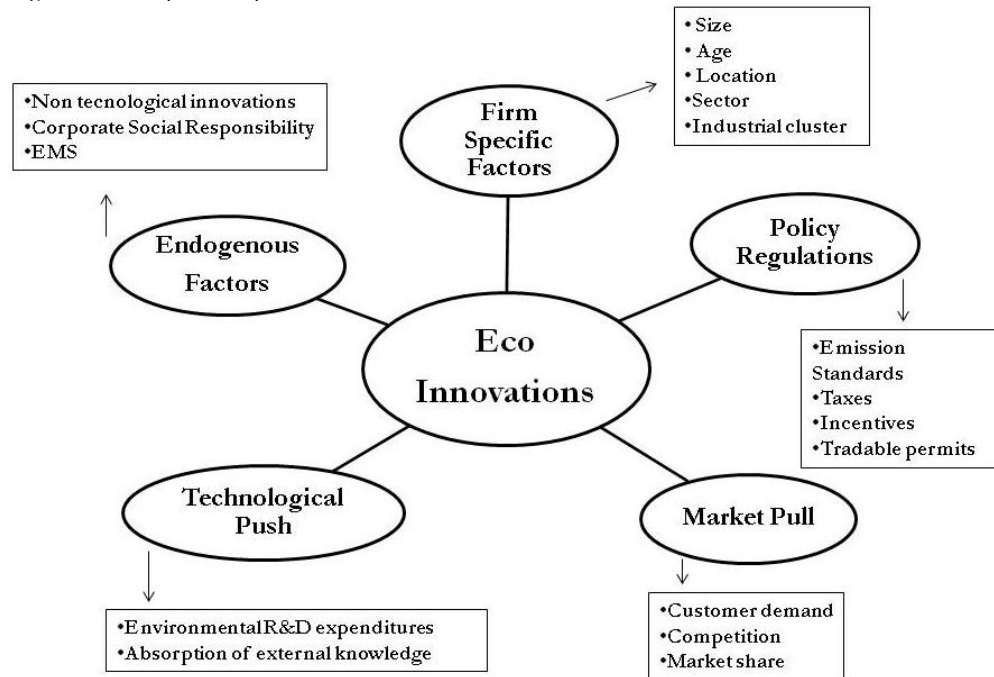 •Size
•Age
•Location
•Sector
•Industrial cluster
Firm
Specific
Factors
•Non tecnological innovations
•Corporate Social Responsibility
•EMS
Endogenous
Factors
Policy
Regulations
•Emission
Standards
•Taxes
•Incentives
•Tradable permits
Eco
Innovations
Technological
Push
•Environmental R&D expenditures
•Absorption of external knowledge
Market Pull
•Customer demand
•Competition
•Market share